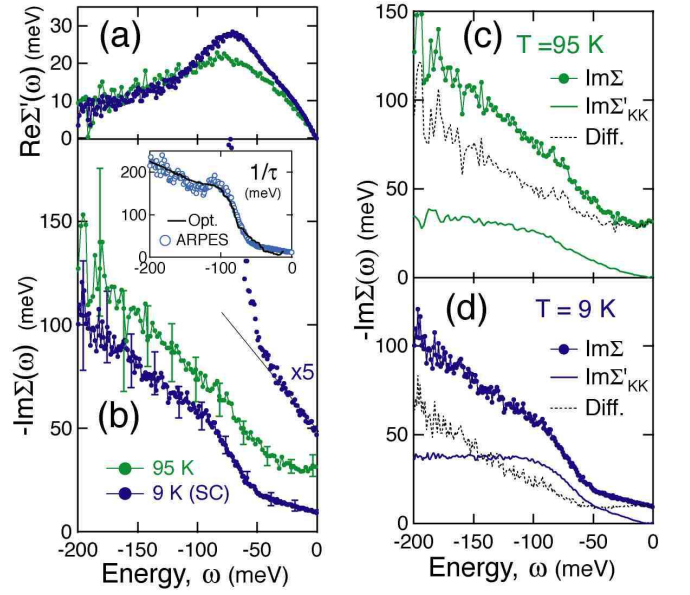 (a)
ReΣ'(ω) (meV)
40
30
20
10
0
1/τ
(meV)
200
100
0
Opt.
ARPES
-200
-100
0
-ImΣ(ω) (meV)
150
100
50
0
x5
(b)
95 K
9 K (SC)
-200
-150
-100
-50
0
Energy, ω (meV)
(c)
T = 95 K
150
100
50
0
ImΣ
ImΣ'KK
Diff.
-ImΣ(ω) (meV)
(d)
T = 9 K
100
50
0
ImΣ
ImΣ'KK
Diff.
-200
-150
-100
-50
0
Energy, ω (meV)